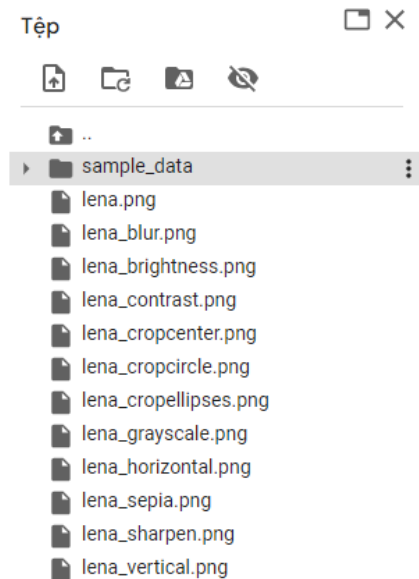 Tệp
..
sample_data
lena.png
lena_blur.png
lena_brightness.png
lena_contrast.png
lena_cropcenter.png
lena_cropcircle.png
lena_cropellipses.png
lena_grayscale.png
lena_horizontal.png
lena_sepia.png
lena_sharpen.png
lena_vertical.png